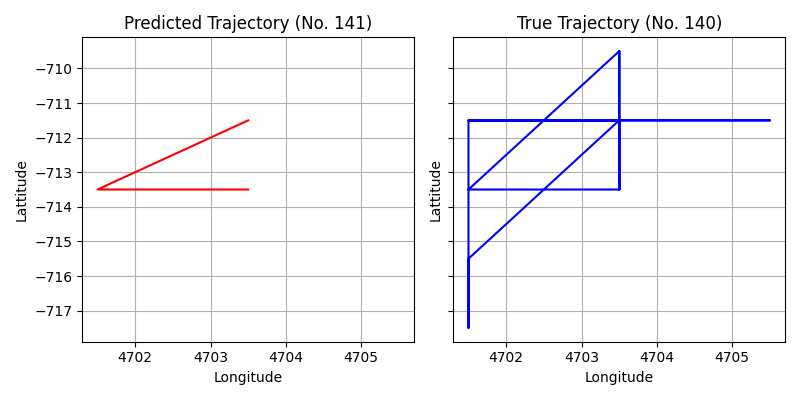 Predicted Trajectory (No. 141)
True Trajectory (No. 140)
Lattitude
−710
−711
−712
−713
−714
−715
−716
−717
4702 4703 4704 4705
Longitude
Lattitude
4702 4703 4704 4705
Longitude